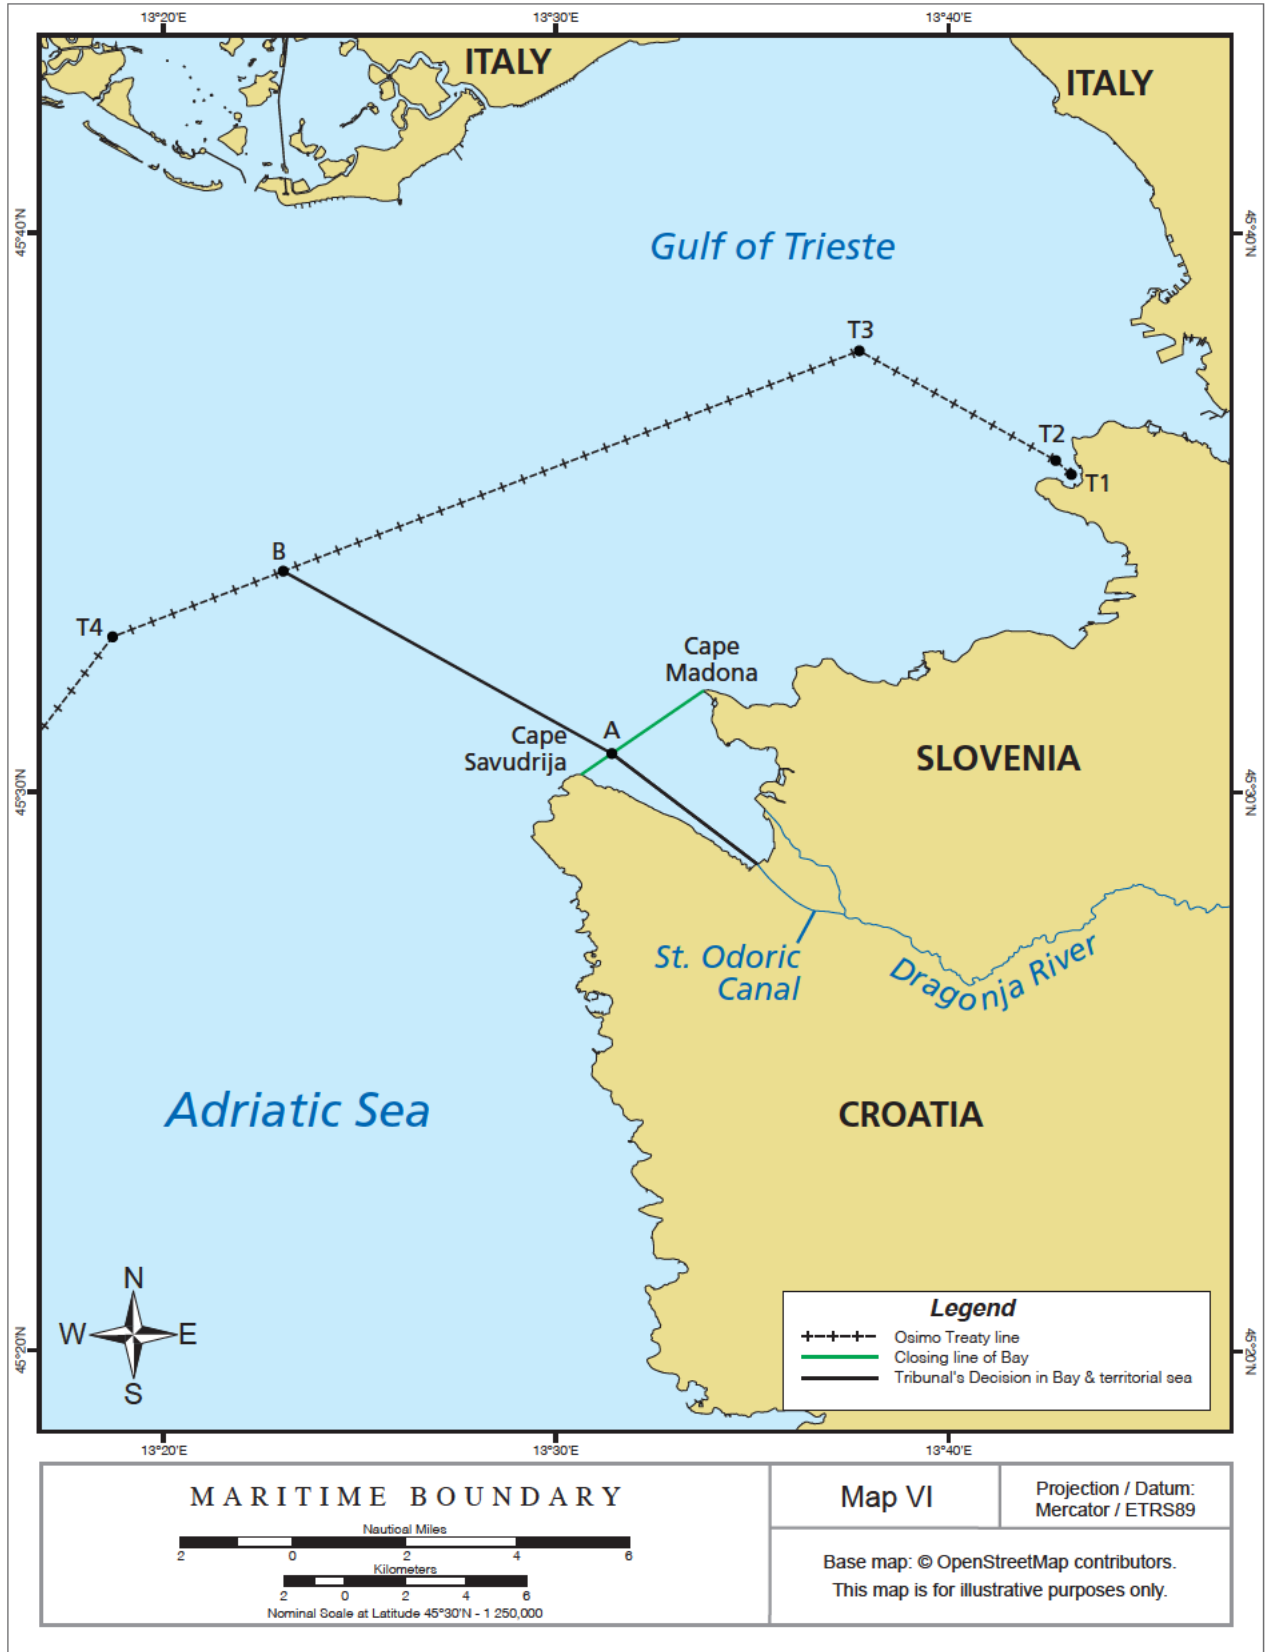 13°20'E
13°30'E
13°40'E
ITALY
ITALY
45°40'N
45°40'N
Gulf of Trieste
T3
T2
T1
B
T4
Cape
Madona
A
Cape
Savudrija
SLOVENIA
45°30'N
45°30'N
St. Odoric
Canal
Dragonja River
Adriatic Sea
CROATIA
N
W
E
S
45°20'N
45°20'N
Legend
Osimo Treaty line
Closing line of Bay
Tribunal's Decision in Bay & territorial sea
13°20'E
13°30'E
13°40'E
MARITIME BOUNDARY
Nautical Miles
2 0 2 4 6
Kilometers
2 0 2 4 6
Nominal Scale at Latitude 45°30'N - 1 250,000
Map VI
Projection / Datum:
Mercator / ETRS89
Base map: © OpenStreetMap contributors.
This map is for illustrative purposes only.